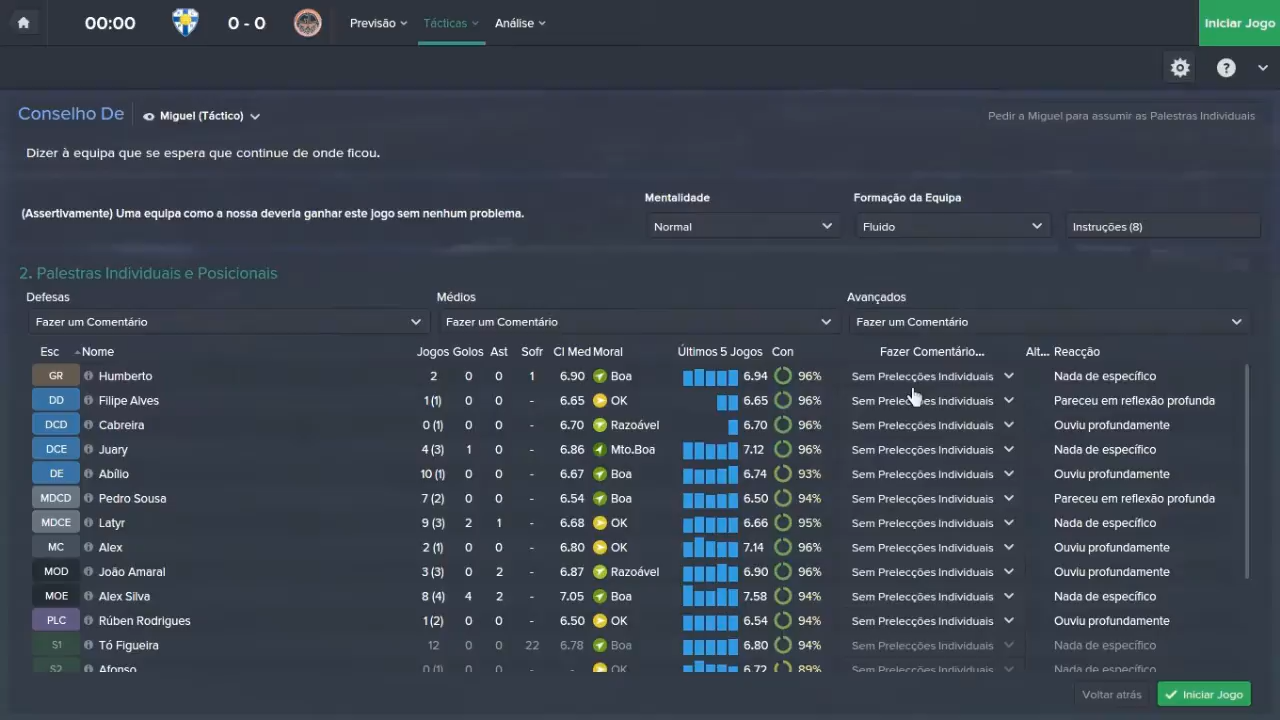 00:00 0 - 0 Previsão Tácticas Análise Iniciar Jogo
?
Conselho De Miguel (Táctico) Pedir a Miguel para assumir as Palestras Individuais
Dizer à equipa que se espera que continue de onde ficou.
Mentalidade Formação da Equipa
(Assertivamente) Uma equipa como a nossa deveria ganhar este jogo sem nenhum problema.
Normal Fluido Instruções (8)
2. Palestras Individuais e Posicionais
Defesas Médios Avançados
Fazer um Comentário Fazer um Comentário Fazer um Comentário
Esc Nome Jogos Golos Ast Sofr Cl Med Moral Últimos 5 Jogos Con Fazer Comentário... Alt... Reacção
GR Humberto 2 0 0 1 6.90 Boa 6.94 96% Sem Prelecções Individuais Nada de específico
DD Filipe Alves 1 (1) 0 0 - 6.65 OK 6.65 96% Sem Prelecções Individuais Pareceu em reflexão profunda
DCD Cabreira 0 (1) 0 0 - 6.70 Razoável 6.70 96% Sem Prelecções Individuais Ouviu profundamente
DCE Juary 4 (3) 1 0 - 6.86 Mto.Boa 7.12 96% Sem Prelecções Individuais Nada de específico
DE Abílio 10 (1) 0 0 - 6.67 Boa 6.74 93% Sem Prelecções Individuais Ouviu profundamente
MDCD Pedro Sousa 7 (2) 0 0 - 6.54 Boa 6.50 94% Sem Prelecções Individuais Pareceu em reflexão profunda
MDCE Latyr 9 (3) 2 1 - 6.68 OK 6.66 95% Sem Prelecções Individuais Nada de específico
MC Alex 2 (1) 0 0 - 6.80 OK 7.14 96% Sem Prelecções Individuais Ouviu profundamente
MOD João Amaral 3 (3) 0 2 - 6.87 Razoável 6.90 96% Sem Prelecções Individuais Ouviu profundamente
MOE Alex Silva 8 (4) 4 2 - 7.05 Boa 7.58 94% Sem Prelecções Individuais Nada de específico
PLC Rúben Rodrigues 1 (2) 0 0 - 6.50 OK 6.54 94% Sem Prelecções Individuais Ouviu profundamente
S1 Tó Figueira 12 0 0 22 6.78 Boa 6.80 94% Sem Prelecções Individuais Nada de específico
S2 Afonso 0 (1) 0 0 - - OK 6.72 89% Sem Prelecções Individuais Nada de específico
Voltar atrás Iniciar Jogo